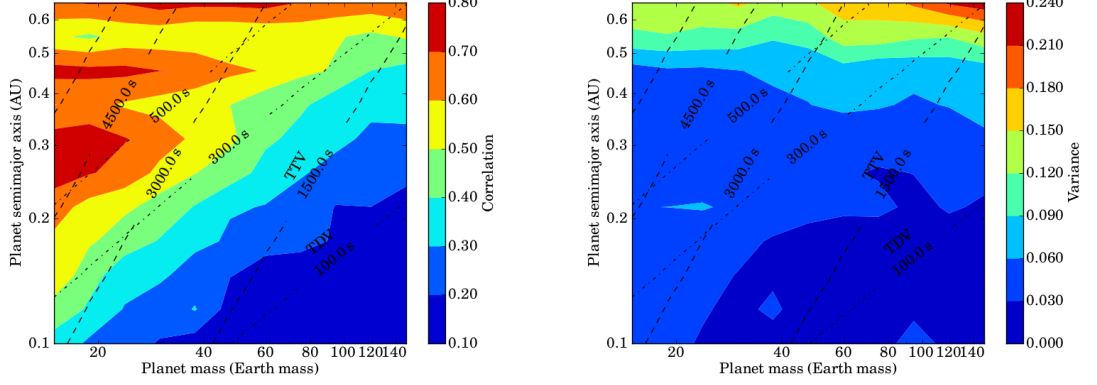 0.6
0.5
0.4
0.3
0.2
0.1
Planet semimajor axis (AU)
20
40
60
80
100
120
140
Planet mass (Earth mass)
4500.0 s
500.0 s
3000.0 s
300.0 s
TTV
1500.0 s
TDV
100.0 s
0.80
0.70
0.60
0.50
0.40
0.30
0.20
0.10
Correlation
0.6
0.5
0.4
0.3
0.2
0.1
Planet semimajor axis (AU)
20
40
60
80
100
120
140
Planet mass (Earth mass)
4500.0 s
500.0 s
3000.0 s
300.0 s
TTV
1500.0 s
TDV
100.0 s
0.240
0.210
0.180
0.150
0.120
0.090
0.060
0.030
0.000
Variance